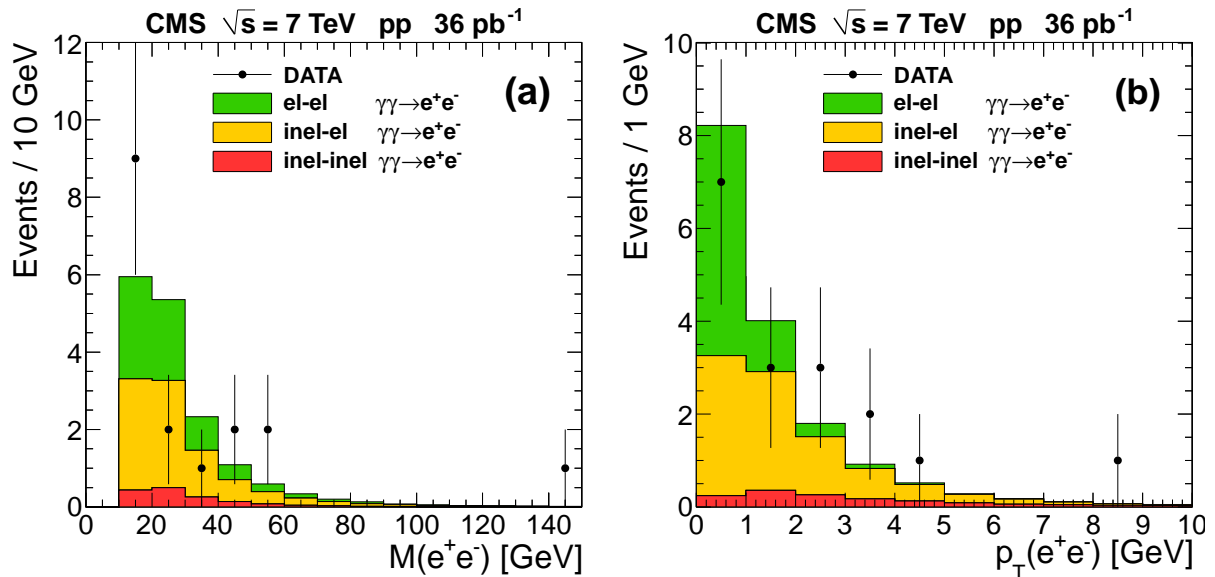 CMS √s = 7 TeV pp 36 pb⁻¹
Events / 10 GeV
12
10
8
6
4
2
0
DATA
el-el γγ→e⁺e⁻
inel-el γγ→e⁺e⁻
inel-inel γγ→e⁺e⁻
(a)
0 20 40 60 80 100 120 140
M(e⁺e⁻) [GeV]
CMS √s = 7 TeV pp 36 pb⁻¹
Events / 1 GeV
10
8
6
4
2
0
DATA
el-el γγ→e⁺e⁻
inel-el γγ→e⁺e⁻
inel-inel γγ→e⁺e⁻
(b)
0 1 2 3 4 5 6 7 8 9 10
p_T(e⁺e⁻) [GeV]